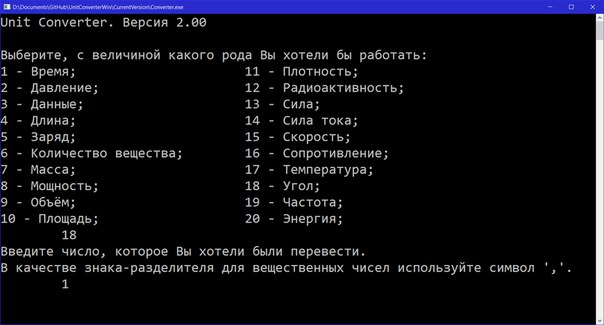 D:\Documents\GitHub\UnitConverterWin\CurrentVersion\Converter.exe
Unit Converter. Версия 2.00
Выберите, с величиной какого рода Вы хотели бы работать:
1 - Время; 11 - Плотность;
2 - Давление; 12 - Радиоактивность;
3 - Данные; 13 - Сила;
4 - Длина; 14 - Сила тока;
5 - Заряд; 15 - Скорость;
6 - Количество вещества; 16 - Сопротивление;
7 - Масса; 17 - Температура;
8 - Мощность; 18 - Угол;
9 - Объём; 19 - Частота;
10 - Площадь; 20 - Энергия;
18
Введите число, которое Вы хотели были перевести.
В качестве знака-разделителя для вещественных чисел используйте символ ','.
1